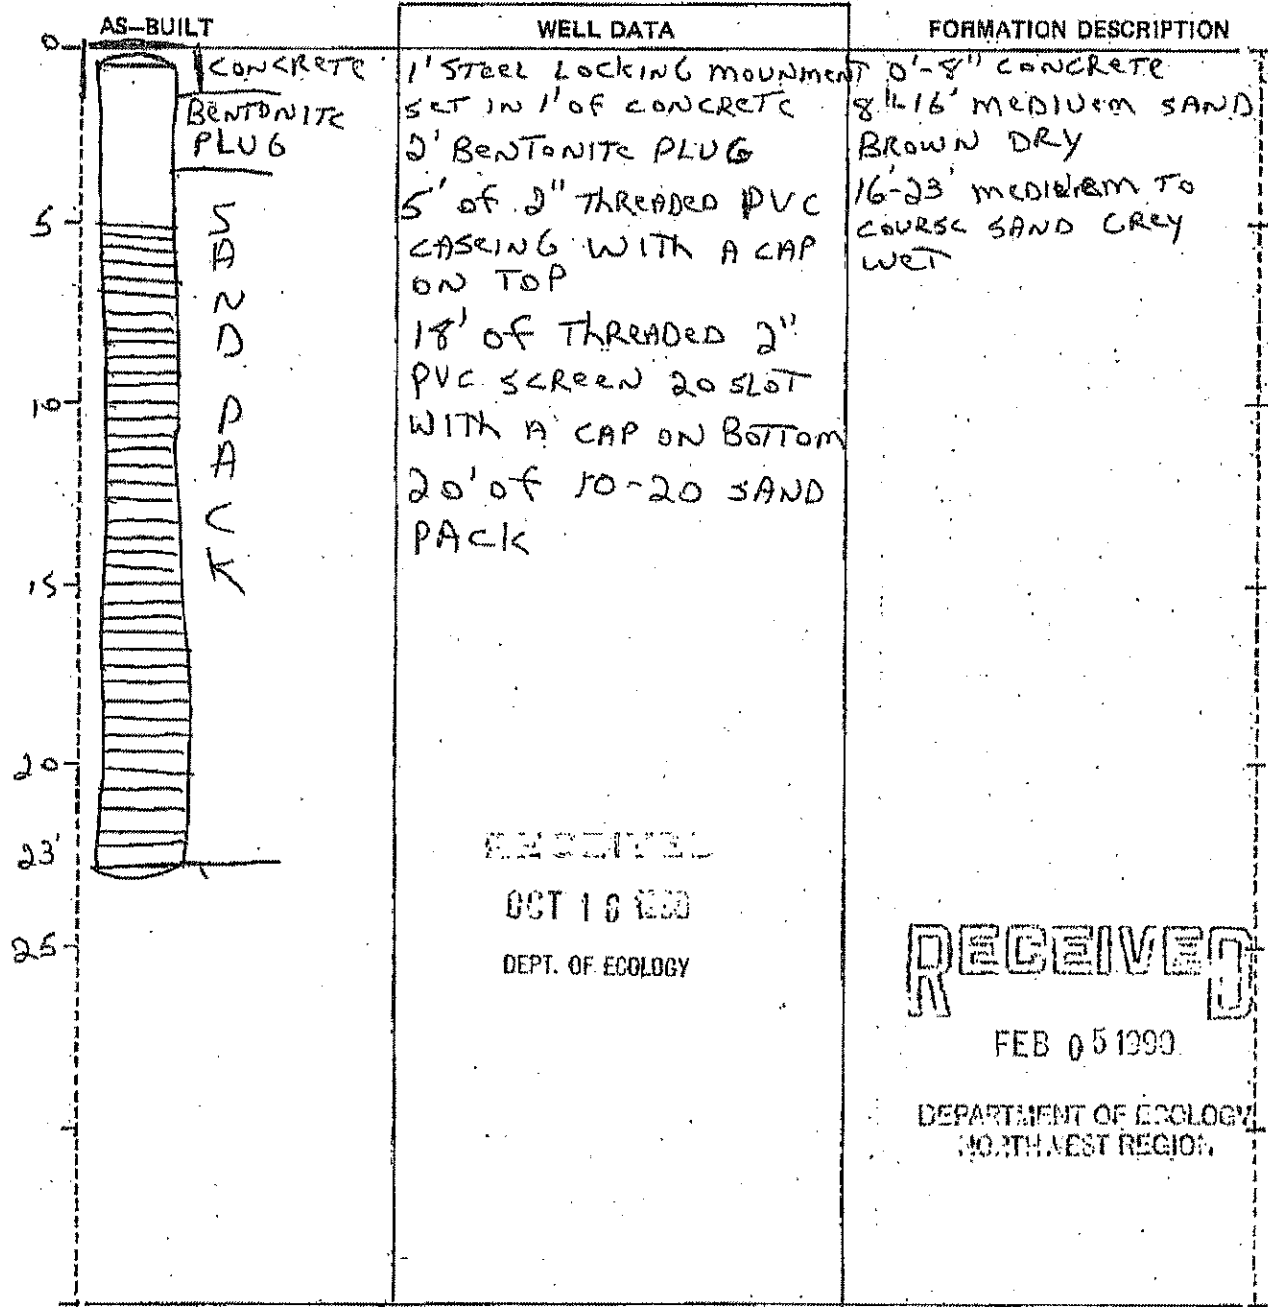 AS-BUILT
WELL DATA
FORMATION DESCRIPTION
0
CONCRETE
BENTONITE
PLUG
SAND PACK
5
10
15
20
23'
25
1' STEEL LOCKING MOUNMENT
SET IN 1' OF CONCRETE
2' BENTONITE PLUG
5' OF 2" THREADED PVC
CASEING WITH A CAP
ON TOP
18' OF THREADED 2"
PVC SCREEN 20 SLOT
WITH A CAP ON BOTTOM
20' OF 10-20 SAND
PACK
0'-8" CONCRETE
8"-16' MEDIUM SAND
BROWN DRY
16'-23' MEDIUM TO
COURSE SAND GREY
WET
RECEIVED
OCT 1
DEPT. OF ECOLOGY
RECEIVED
FEB 05 1990
DEPARTMENT OF ECOLOGY
NORTHWEST REGION